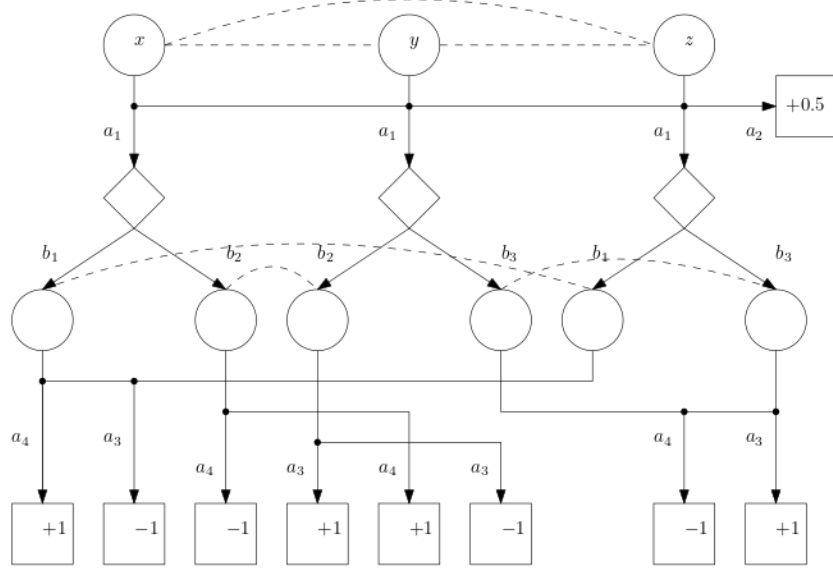 x y z
+0.5
a₁ a₁ a₁ a₂
b₁ b₂ b₂ b₃ b₁ b₃
a₄ a₃ a₄ a₃ a₄ a₃ a₄ a₃
+1 −1 −1 +1 +1 −1 −1 +1